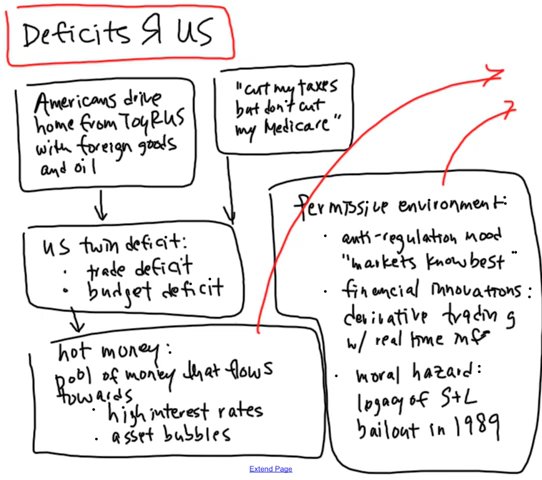 Deficits Я US
Americans drive
home from ToyRUS
with foreign goods
and oil
"cut my taxes
but don't cut
my Medicare"
US twin deficit:
• trade deficit
• budget deficit
hot money:
pool of money that flows
towards
• high interest rates
• asset bubbles
permissive environment:
• anti-regulation mood
"markets know best"
• financial innovations:
derivative trading
w/ real time info
• moral hazard:
legacy of S+L
bailout in 1989
Extend Page